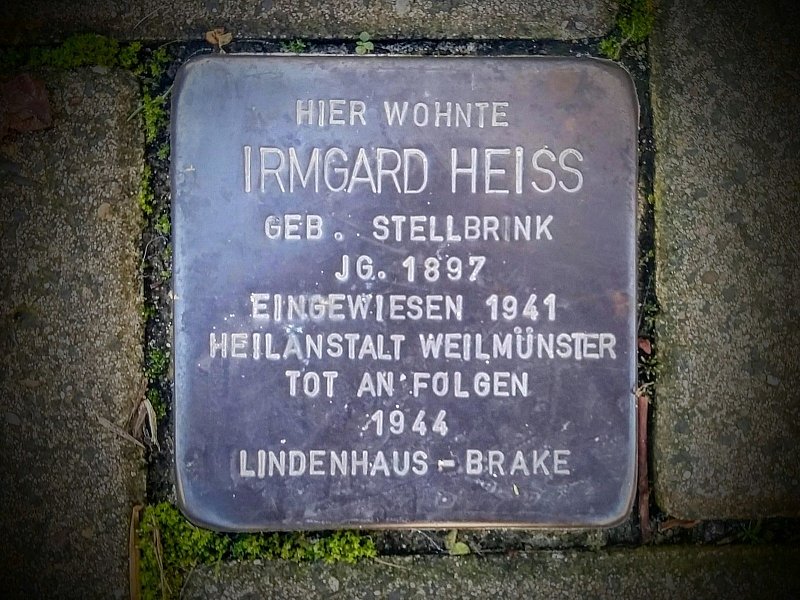 HIER WOHNTE
IRMGARD HEISS
GEB. STELLBRINK
JG. 1897
EINGEWIESEN 1941
HEILANSTALT WEILMÜNSTER
TOT AN FOLGEN
1944
LINDENHAUS-BRAKE